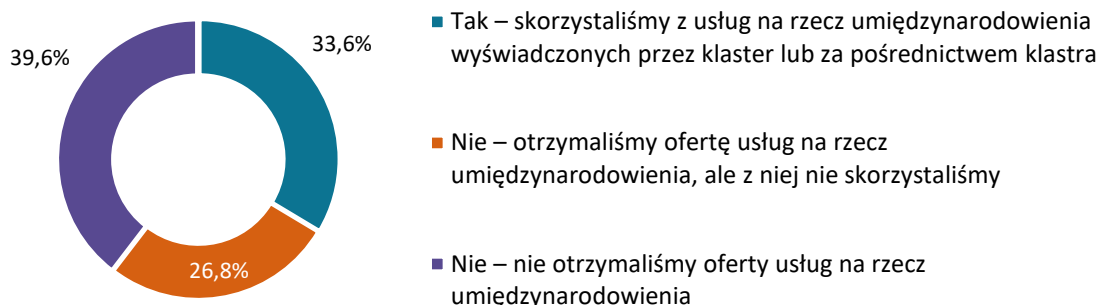 39,6%
33,6%
26,8%
Tak – skorzystaliśmy z usług na rzecz umiędzynarodowienia
wyświadczonych przez klaster lub za pośrednictwem klastra
Nie – otrzymaliśmy ofertę usług na rzecz
umiędzynarodowienia, ale z niej nie skorzystaliśmy
Nie – nie otrzymaliśmy oferty usług na rzecz
umiędzynarodowienia